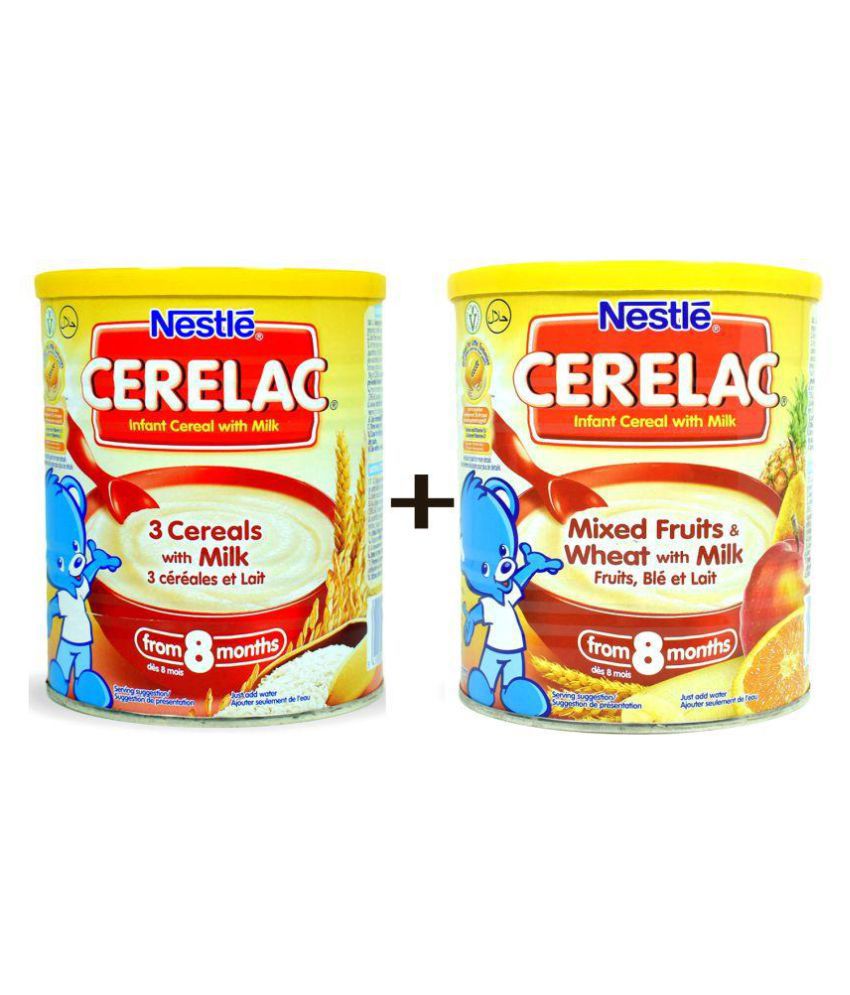 Nestlé®
CERELAC®
Infant Cereal with Milk
حلال
3 Cereals
with Milk
3 céréales et Lait
from 8 months
dès 8 mois
Serving suggestion/
Suggestion de présentation
Just add water
Ajouter seulement de l'eau
+
Nestlé®
CERELAC®
Infant Cereal with Milk
حلال
Mixed Fruits &
Wheat with Milk
Fruits, Blé et Lait
from 8 months
dès 8 mois
Serving suggestion/
Suggestion de présentation
Just add water
Ajouter seulement de l'eau